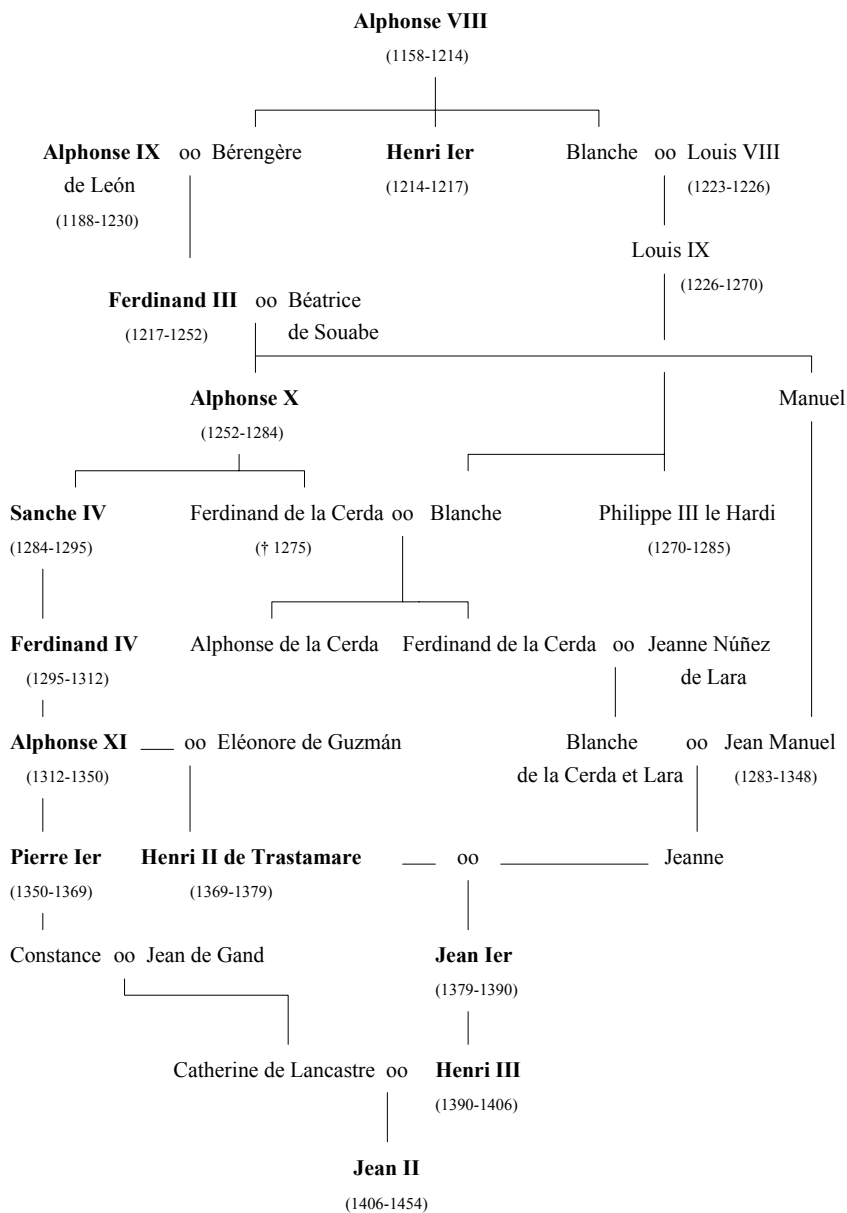 Alphonse VIII
(1158-1214)
Alphonse IX oo Bérengère Henri Ier Blanche oo Louis VIII
de León (1214-1217) (1223-1226)
(1188-1230)
Louis IX
(1226-1270)
Ferdinand III oo Béatrice
(1217-1252) de Souabe
Alphonse X Manuel
(1252-1284)
Sanche IV Ferdinand de la Cerda oo Blanche Philippe III le Hardi
(1284-1295) († 1275) (1270-1285)
Ferdinand IV Alphonse de la Cerda Ferdinand de la Cerda oo Jeanne Núñez
(1295-1312) de Lara
Alphonse XI oo Eléonore de Guzmán Blanche oo Jean Manuel
(1312-1350) de la Cerda et Lara (1283-1348)
Pierre Ier Henri II de Trastamare oo Jeanne
(1350-1369) (1369-1379)
Constance oo Jean de Gand Jean Ier
(1379-1390)
Catherine de Lancastre oo Henri III
(1390-1406)
Jean II
(1406-1454)